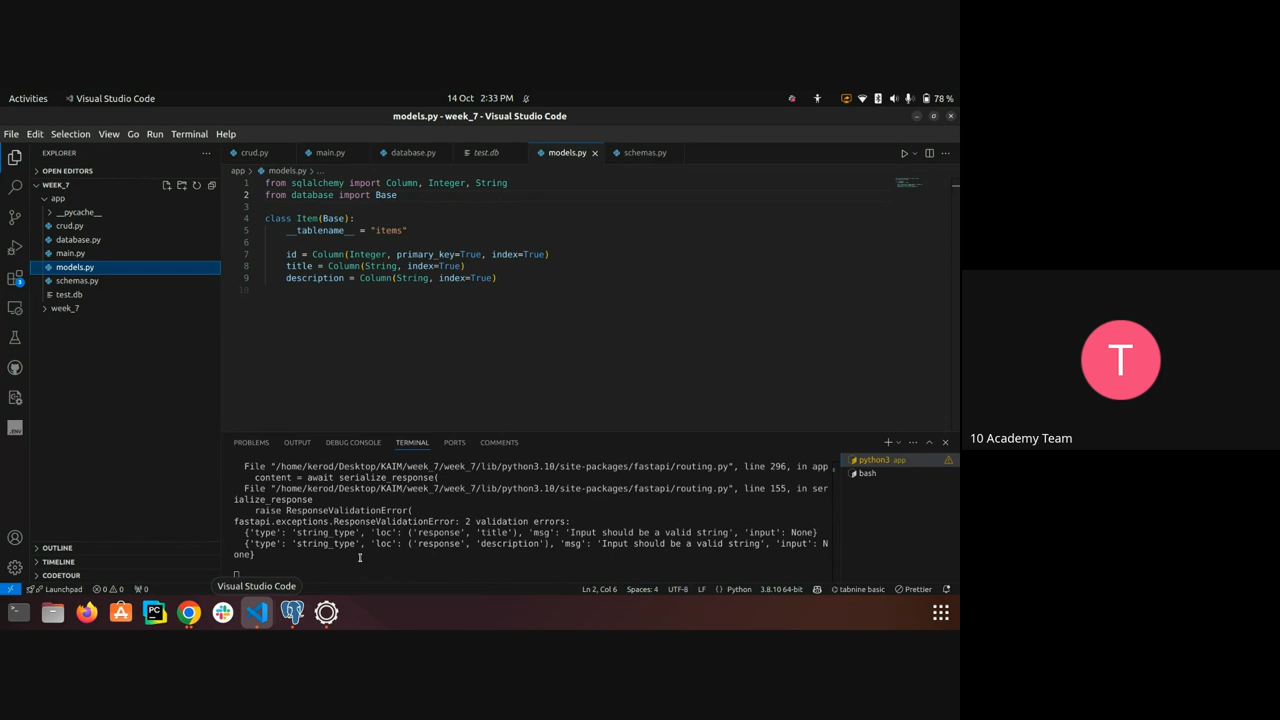 Activities Visual Studio Code 14 Oct 2:33 PM 78 %
models.py - week_7 - Visual Studio Code
File Edit Selection View Go Run Terminal Help
EXPLORER ··· crud.py main.py database.py test.db models.py schemas.py ···
OPEN EDITORS
app > models.py > ...
WEEK_7
app
__pycache__
crud.py
database.py
main.py
models.py
schemas.py
test.db
week_7
1 from sqlalchemy import Column, Integer, String
2 from database import Base
3
4 class Item(Base):
5 __tablename__ = "items"
6
7 id = Column(Integer, primary_key=True, index=True)
8 title = Column(String, index=True)
9 description = Column(String, index=True)
10
PROBLEMS OUTPUT DEBUG CONSOLE TERMINAL PORTS COMMENTS
python3 app
bash
File "/home/kerod/Desktop/KAIM/week_7/week_7/lib/python3.10/site-packages/fastapi/routing.py", line 296, in app
content = await serialize_response(
File "/home/kerod/Desktop/KAIM/week_7/week_7/lib/python3.10/site-packages/fastapi/routing.py", line 155, in ser
ialize_response
raise ResponseValidationError(
fastapi.exceptions.ResponseValidationError: 2 validation errors:
{'type': 'string_type', 'loc': ('response', 'title'), 'msg': 'Input should be a valid string', 'input': None}
{'type': 'string_type', 'loc': ('response', 'description'), 'msg': 'Input should be a valid string', 'input': N
one}
OUTLINE
TIMELINE
CODETOUR
Visual Studio Code
Launchpad 0 0 0 Ln 2, Col 6 Spaces: 4 UTF-8 LF Python 3.8.10 64-bit tabnine basic Prettier
3
.ENV
PC
T
10 Academy Team